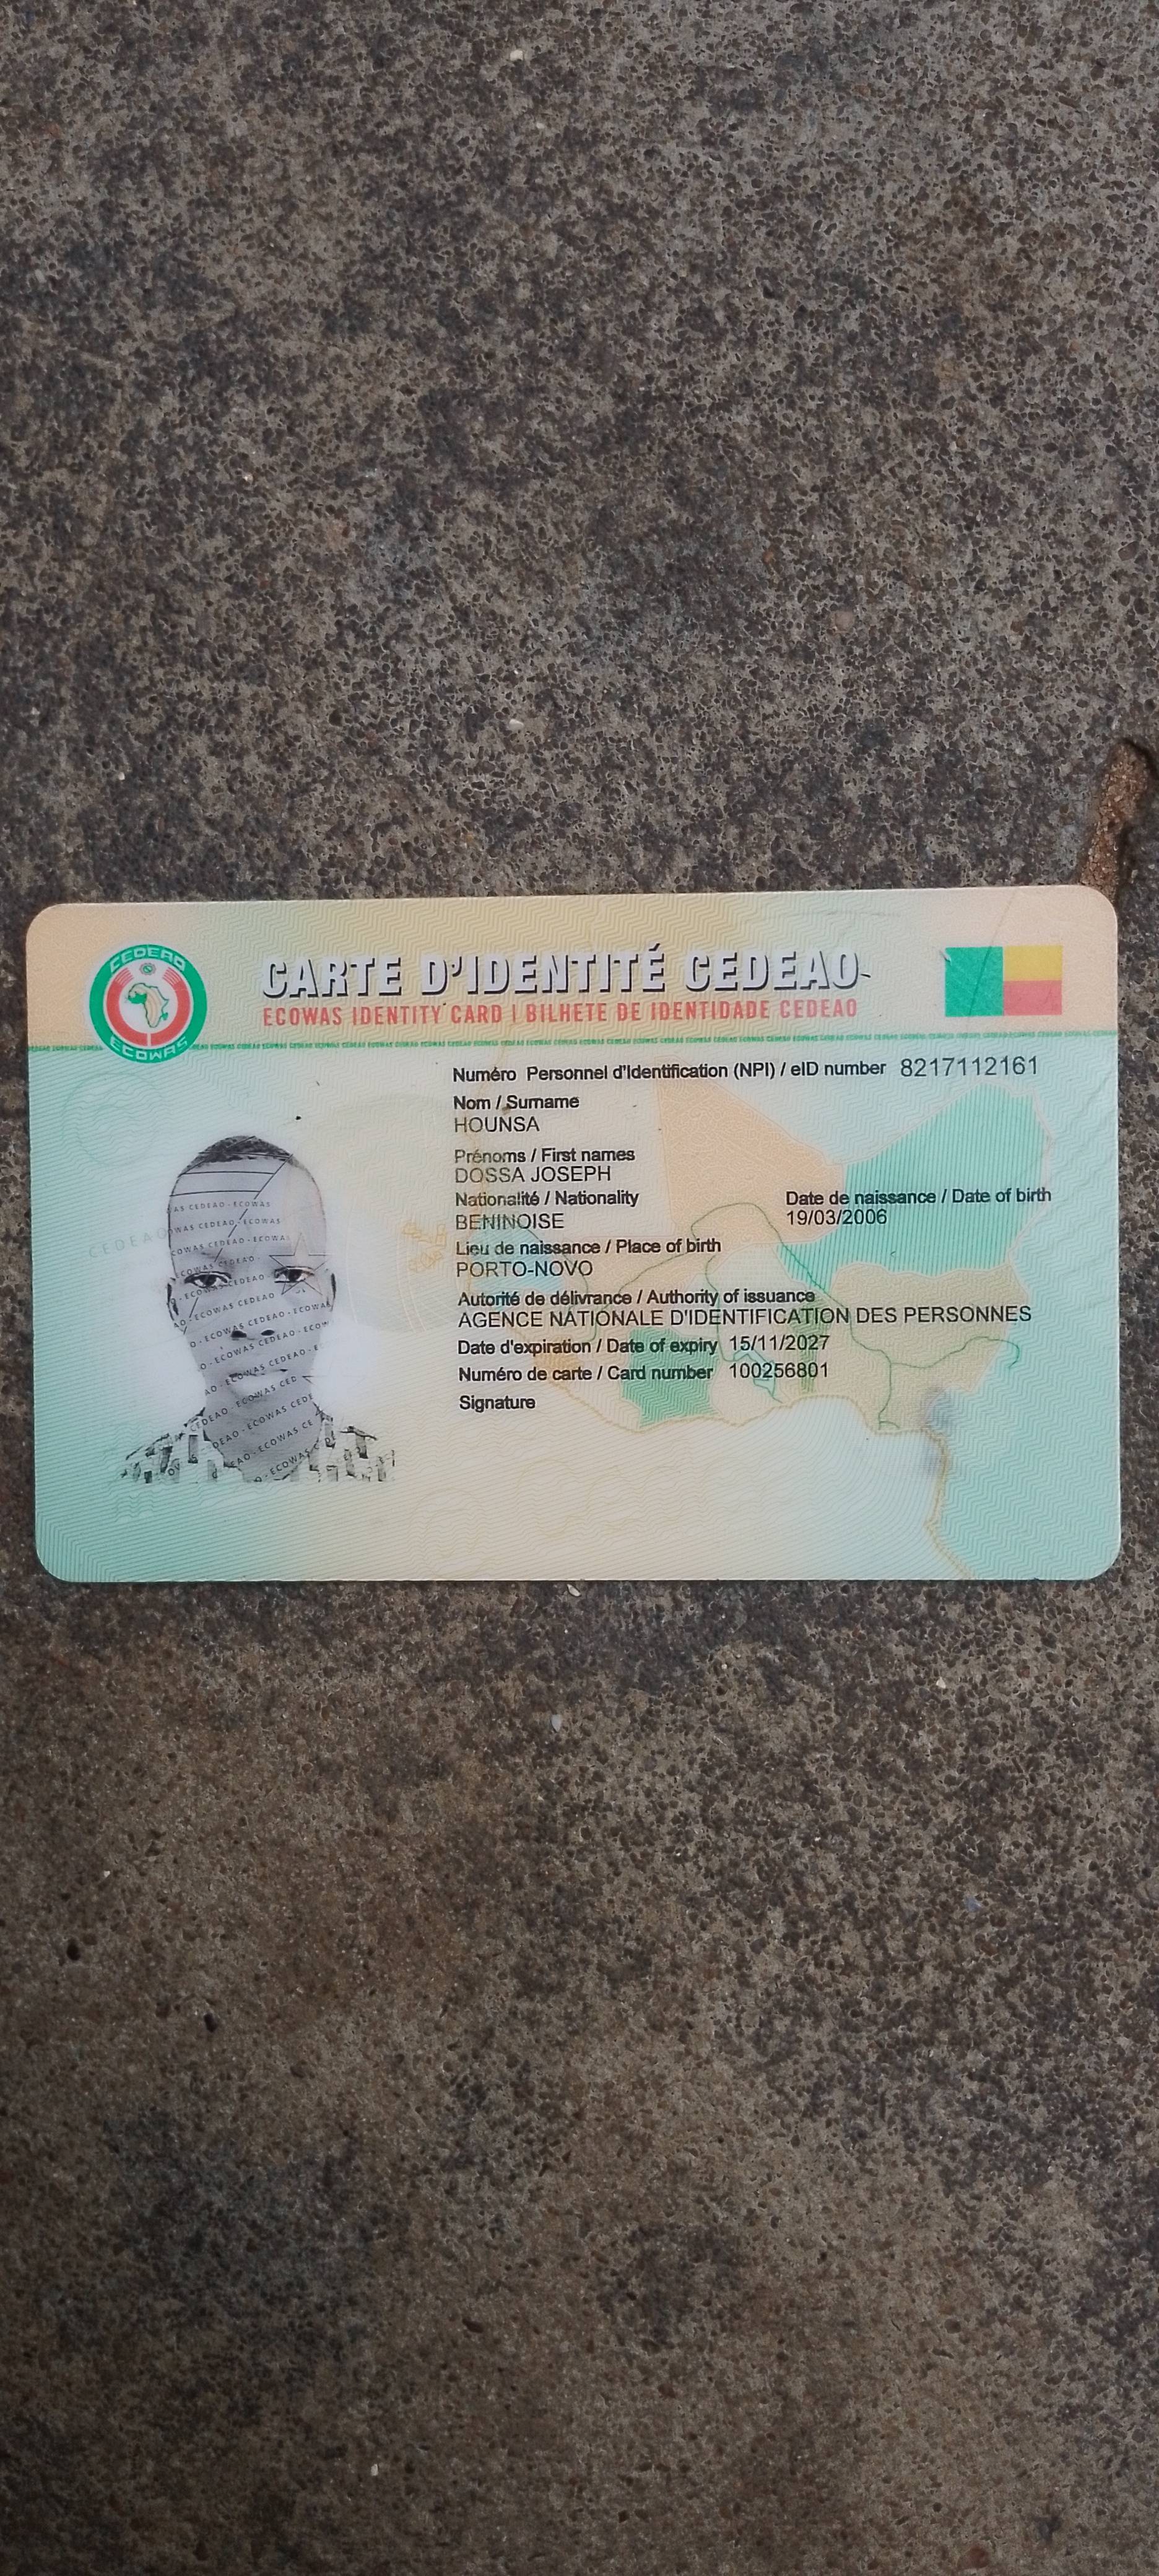 CEDEAO
ECOWAS
CARTE D'IDENTITÉ CEDEAO
ECOWAS IDENTITY CARD | BILHETE DE IDENTIDADE CEDEAO
Numéro Personnel d'Identification (NPI) / eID number 8217112161
Nom / Surname
HOUNSA
Prénoms / First names
DOSSA JOSEPH
Nationalité / Nationality
BENINOISE
Date de naissance / Date of birth
19/03/2006
Lieu de naissance / Place of birth
PORTO-NOVO
Autorité de délivrance / Authority of issuance
AGENCE NATIONALE D'IDENTIFICATION DES PERSONNES
Date d'expiration / Date of expiry 15/11/2027
Numéro de carte / Card number 100256801
Signature